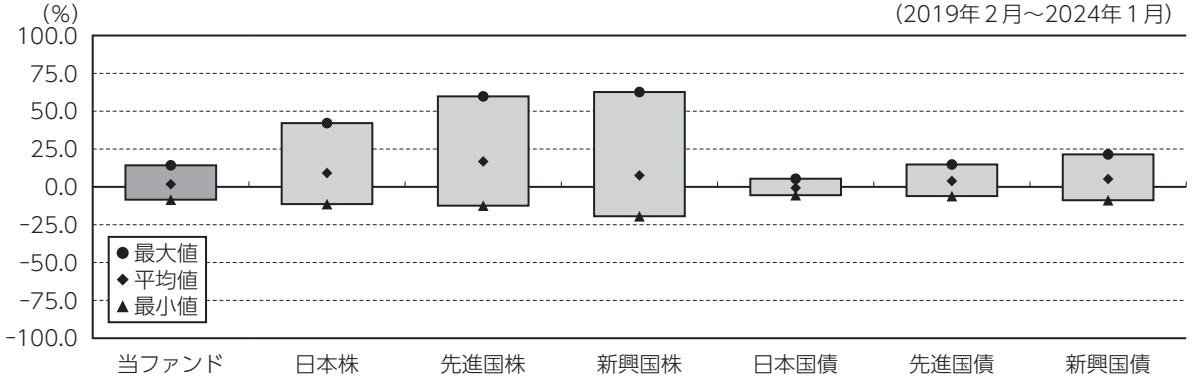 (%)
(2019年2月~2024年1月)
100.0
75.0
50.0
25.0
0.0
-25.0
-50.0
-75.0
-100.0
最大値
平均値
最小値
当ファンド 日本株 先進国株 新興国株 日本国債 先進国債 新興国債